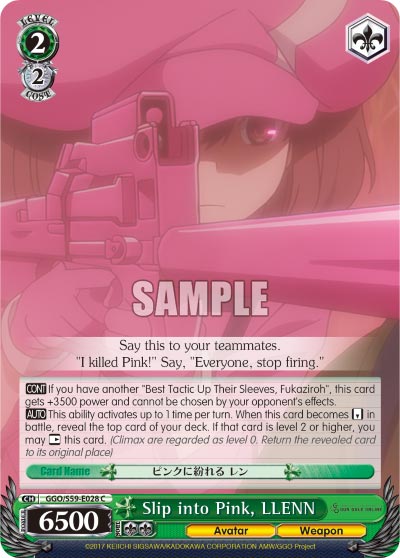 LEVEL
2
2
COST
SAMPLE
Say this to your teammates.
"I killed Pink!" Say, "Everyone, stop firing."
CONT If you have another "Best Tactic Up Their Sleeves, Fukaziroh", this card
gets +3500 power and cannot be chosen by your opponent's effects.
AUTO This ability activates up to 1 time per turn. When this card becomes
in
battle, reveal the top card of your deck. If that card is level 2 or higher, you
may
this card. (Climax are regarded as level 0. Return the revealed card
to its original place)
Card Name
ピンクに紛れる レン
CH GGO/S59-E028 C
Slip into Pink, LLENN
GUN GALE ONLINE
POWER
6500
SOUL
Avatar
Weapon
©2017 KEIICHI SIGSAWA/KADOKAWA CORPORATION AMW/GGO Project